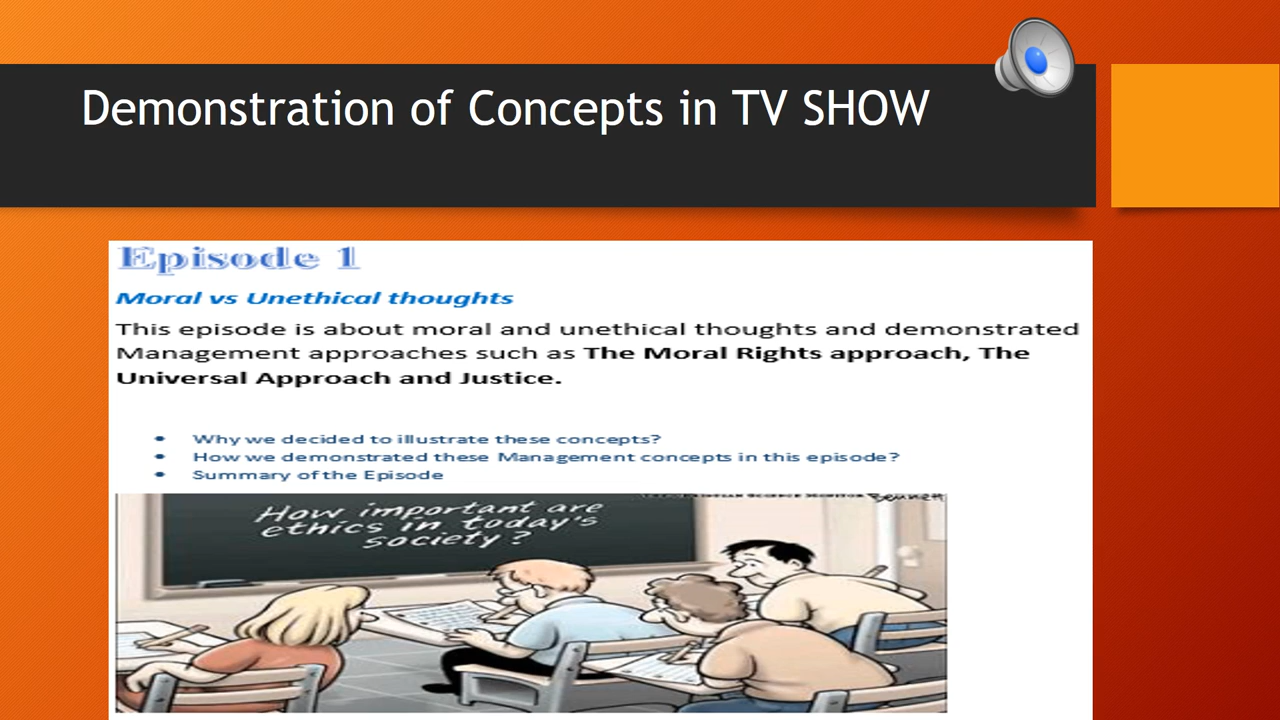 Demonstration of Concepts in TV SHOW
Episode 1
Moral vs Unethical thoughts
This episode is about moral and unethical thoughts and demonstrated
Management approaches such as The Moral Rights approach, The
Universal Approach and Justice.
• Why we decided to illustrate these concepts?
• How we demonstrated these Management concepts in this episode?
• Summary of the Episode
Bennett
How important are
ethics in today's
society?